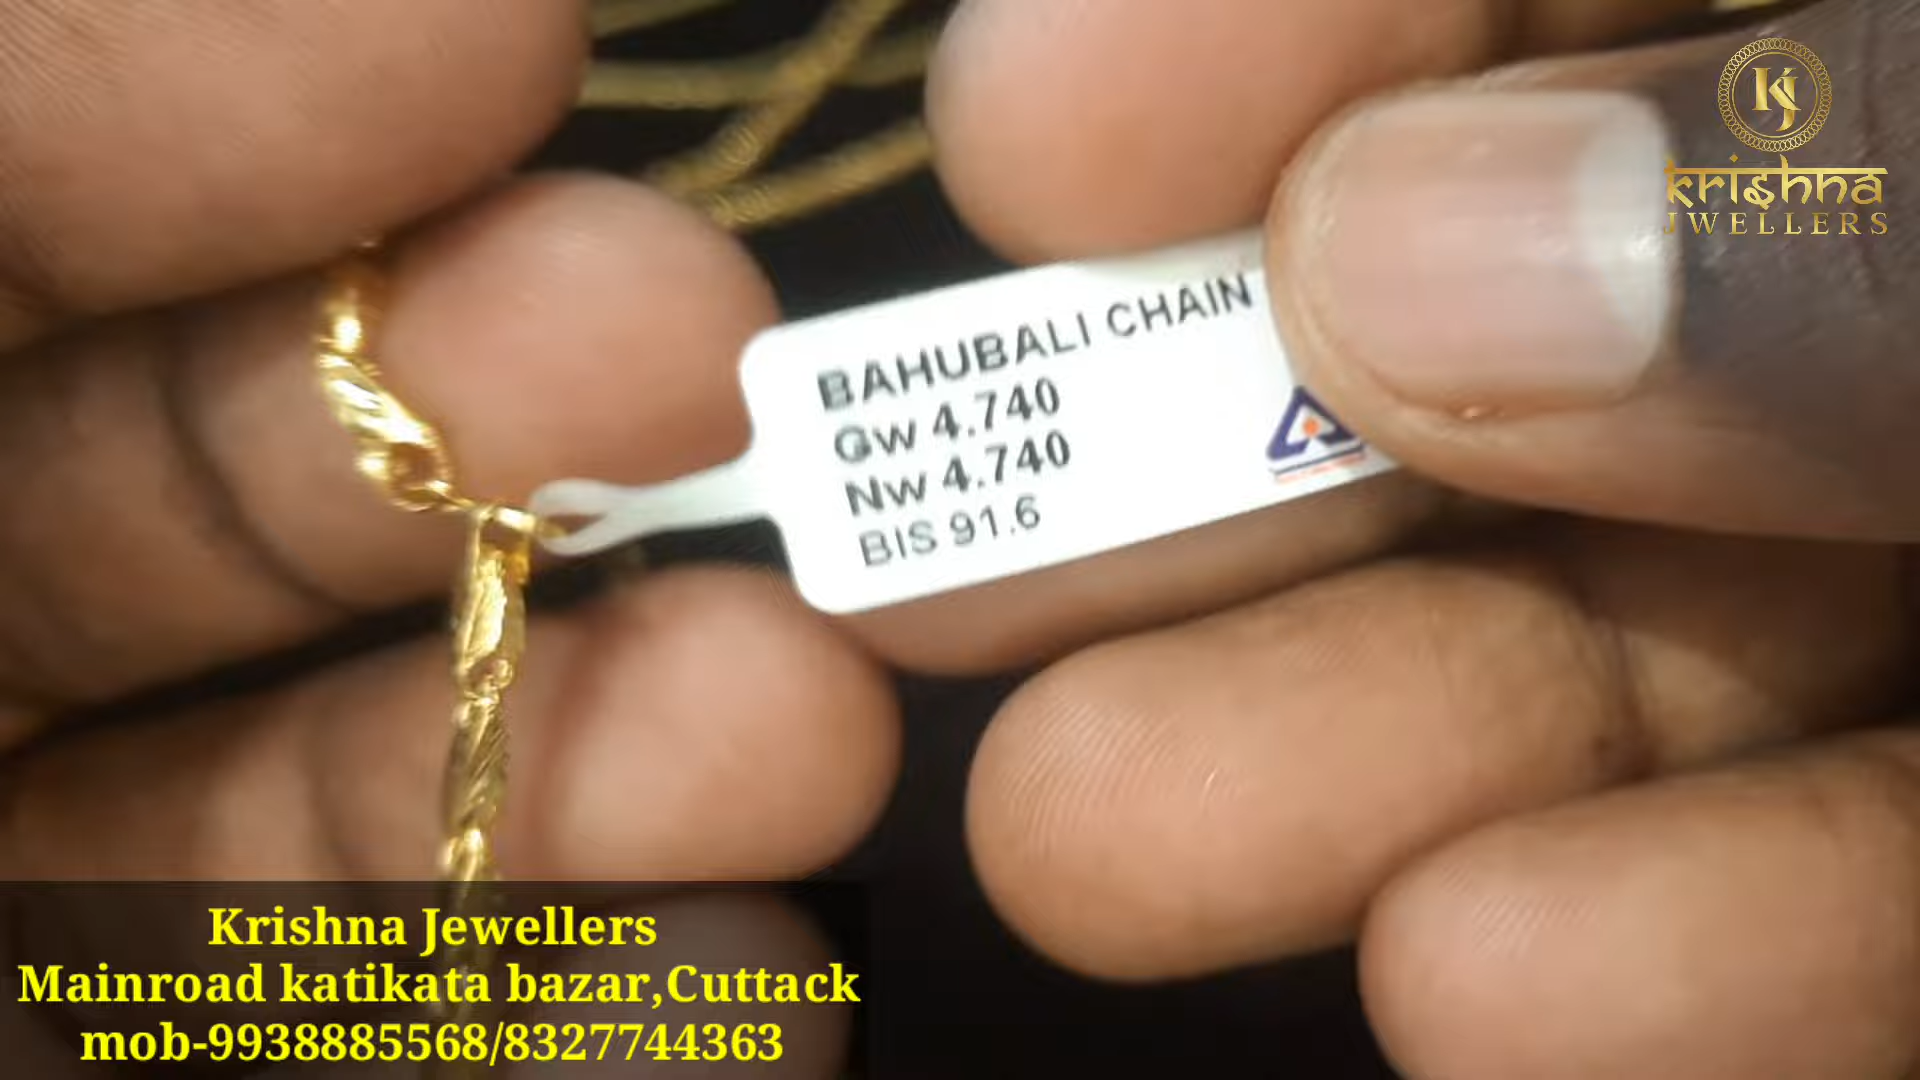 KJ
Krishna
JWELLERS
BAHUBALI CHAIN
Gw 4.740
Nw 4.740
BIS 91.6
Krishna Jewellers
Mainroad katikata bazar,Cuttack
mob-9938885568/8327744363